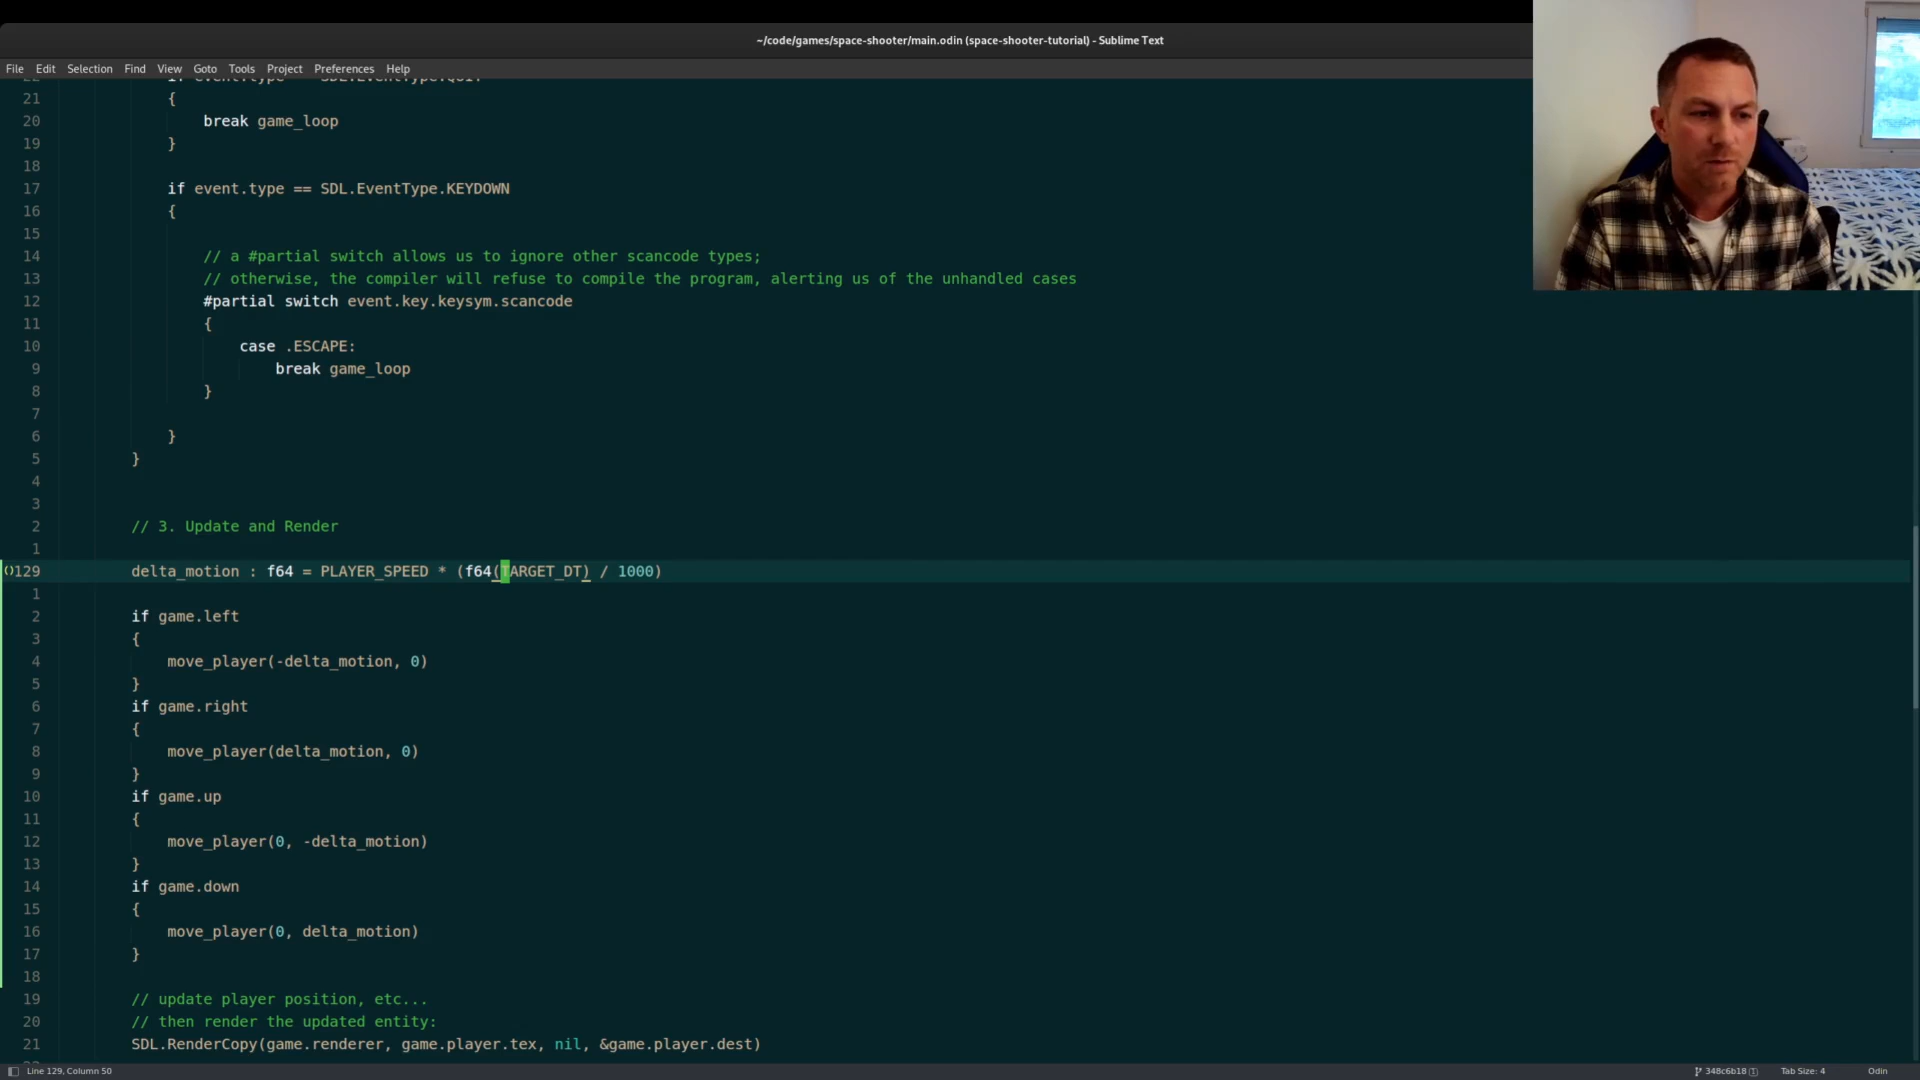 ~/code/games/space-shooter/main.odin (space-shooter-tutorial) - Sublime Text
File Edit Selection Find View Goto Tools Project Preferences Help
21 {
20 break game_loop
19 }
18
17 if event.type == SDL.EventType.KEYDOWN
16 {
15
14 // a #partial switch allows us to ignore other scancode types;
13 // otherwise, the compiler will refuse to compile the program, alerting us of the unhandled cases
12 #partial switch event.key.keysym.scancode
11 {
10 case .ESCAPE:
9 break game_loop
8 }
7
6 }
5 }
4
3
2 // 3. Update and Render
1
129 delta_motion : f64 = PLAYER_SPEED * (f64(TARGET_DT) / 1000)
1
2 if game.left
3 {
4 move_player(-delta_motion, 0)
5 }
6 if game.right
7 {
8 move_player(delta_motion, 0)
9 }
10 if game.up
11 {
12 move_player(0, -delta_motion)
13 }
14 if game.down
15 {
16 move_player(0, delta_motion)
17 }
18
19 // update player position, etc...
20 // then render the updated entity:
21 SDL.RenderCopy(game.renderer, game.player.tex, nil, &game.player.dest)
Line 129, Column 50 348c6b18 1 Tab Size: 4 Odin